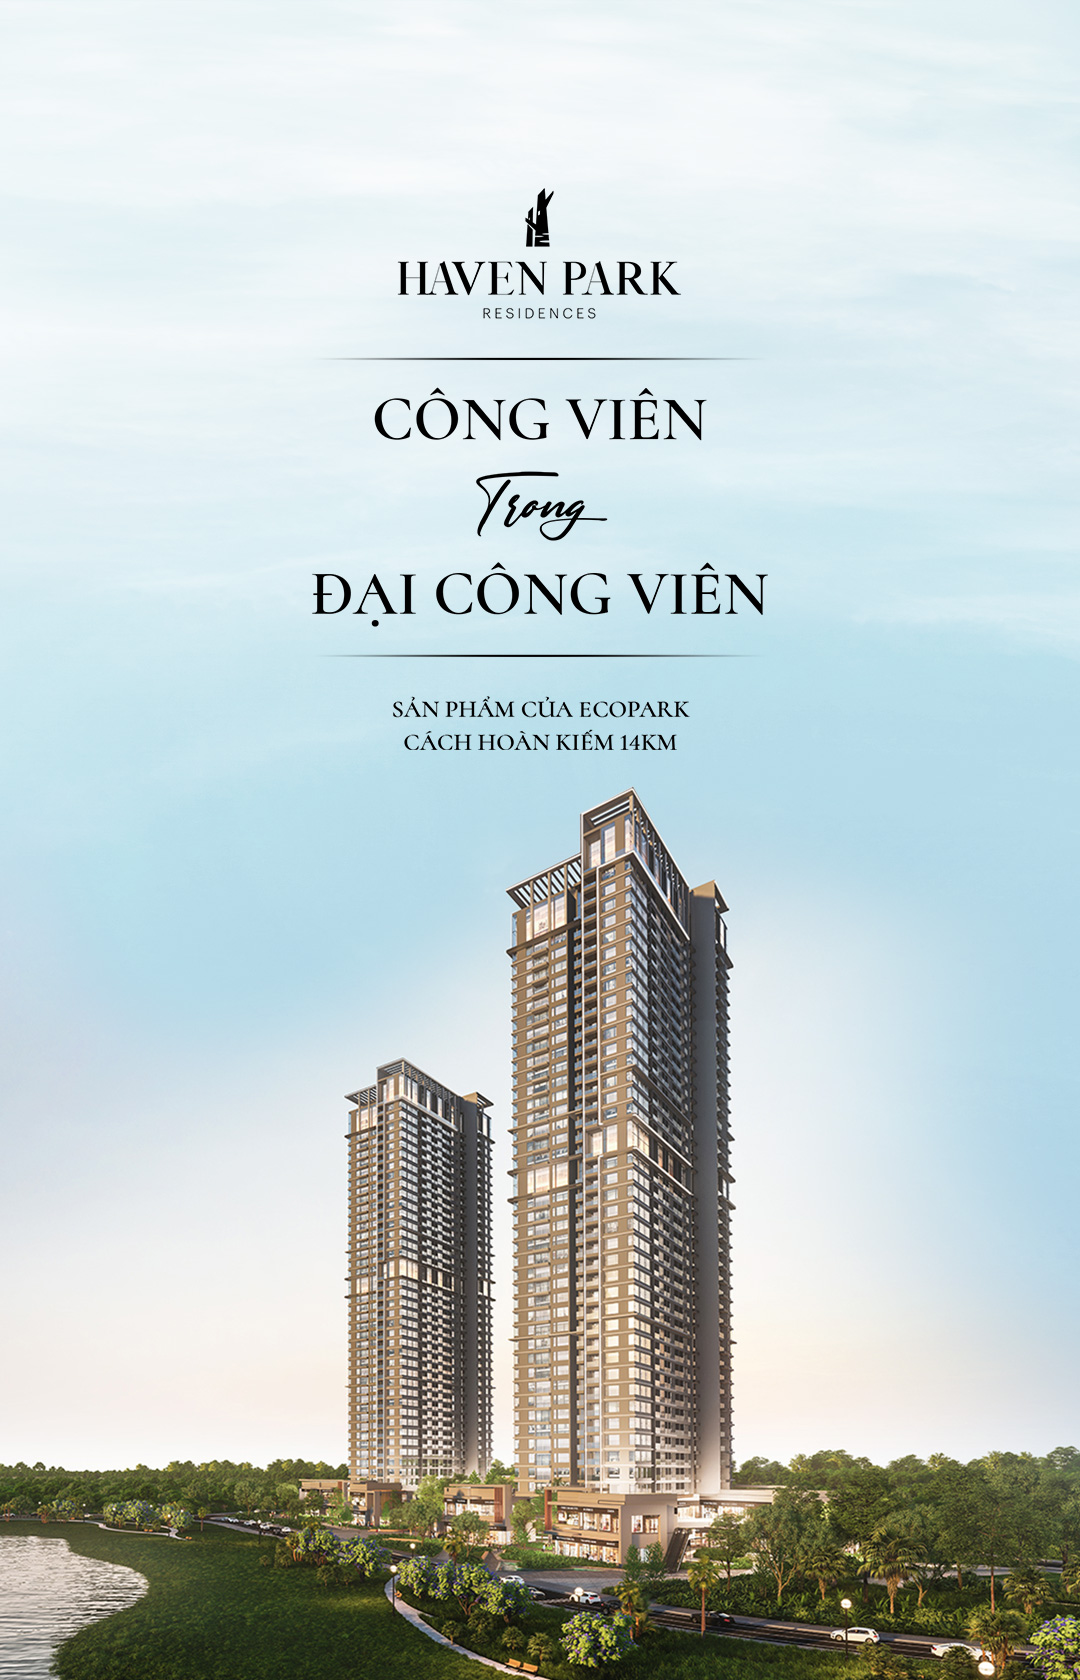 HAVEN PARK
RESIDENCES
CÔNG VIÊN
Trong
ĐẠI CÔNG VIÊN
SẢN PHẨM CỦA ECOPARK
CÁCH HOÀN KIẾM 14KM